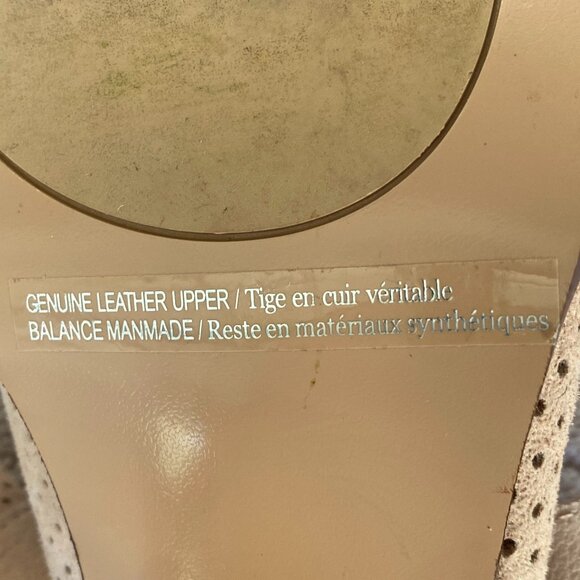 GENUINE LEATHER UPPER / Tige en cuir véritable
BALANCE MANMADE / Reste en matériaux synthétiques